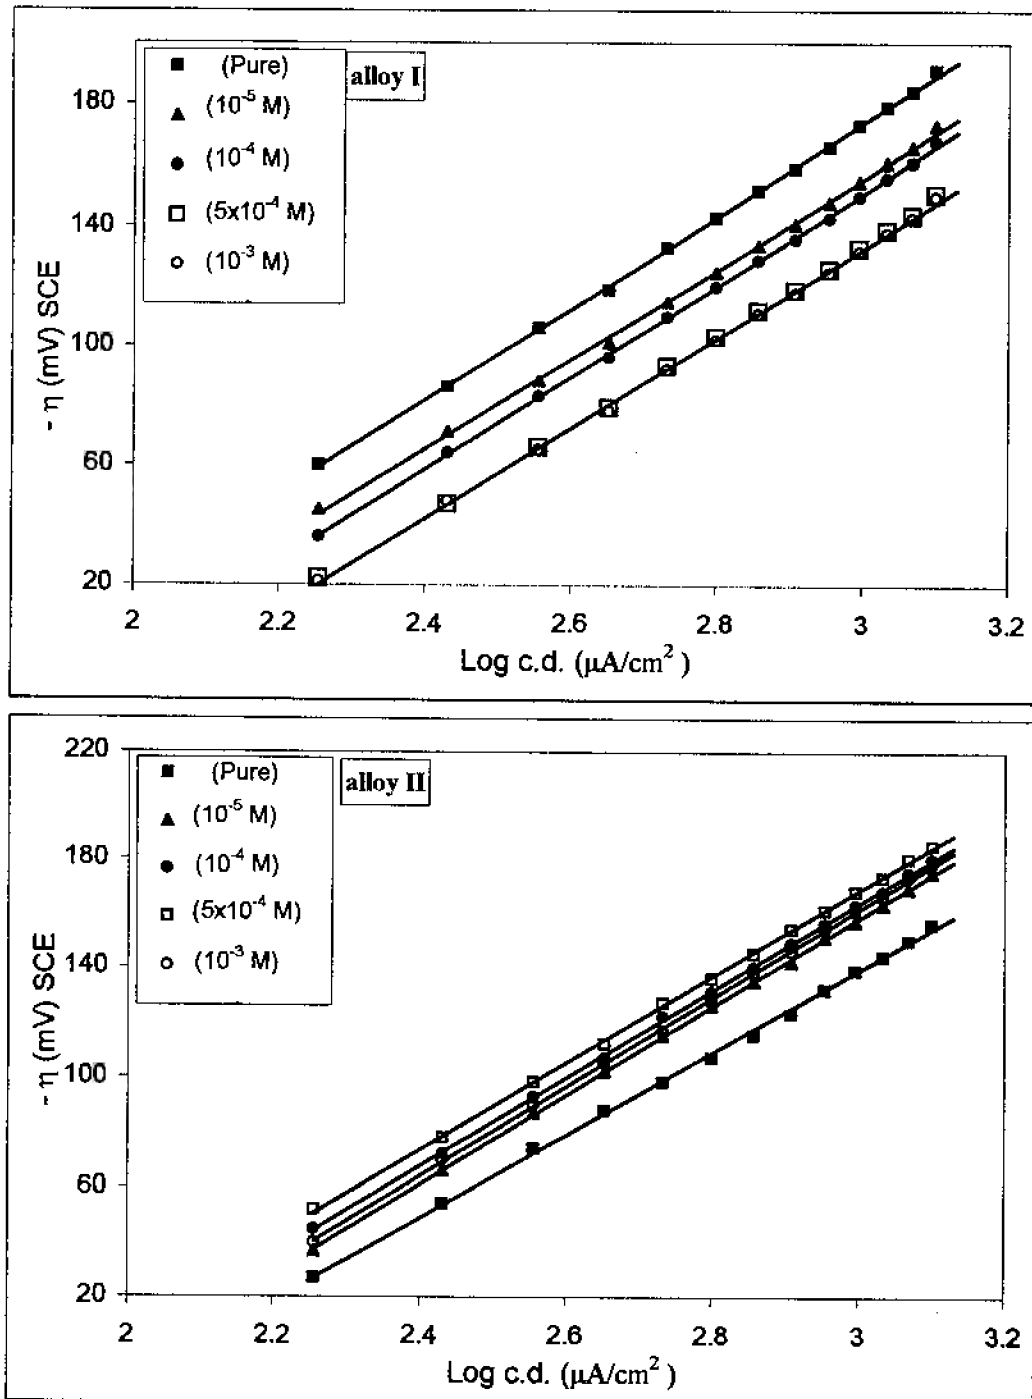 (Pure)
(10⁻⁵ M)
(10⁻⁴ M)
(5x10⁻⁴ M)
(10⁻³ M)
alloy I
180
140
100
60
20
- η (mV) SCE
2 2.2 2.4 2.6 2.8 3 3.2
Log c.d. (μA/cm² )
(Pure)
(10⁻⁵ M)
(10⁻⁴ M)
(5x10⁻⁴ M)
(10⁻³ M)
alloy II
220
180
140
100
60
20
- η (mV) SCE
2 2.2 2.4 2.6 2.8 3 3.2
Log c.d. (μA/cm² )